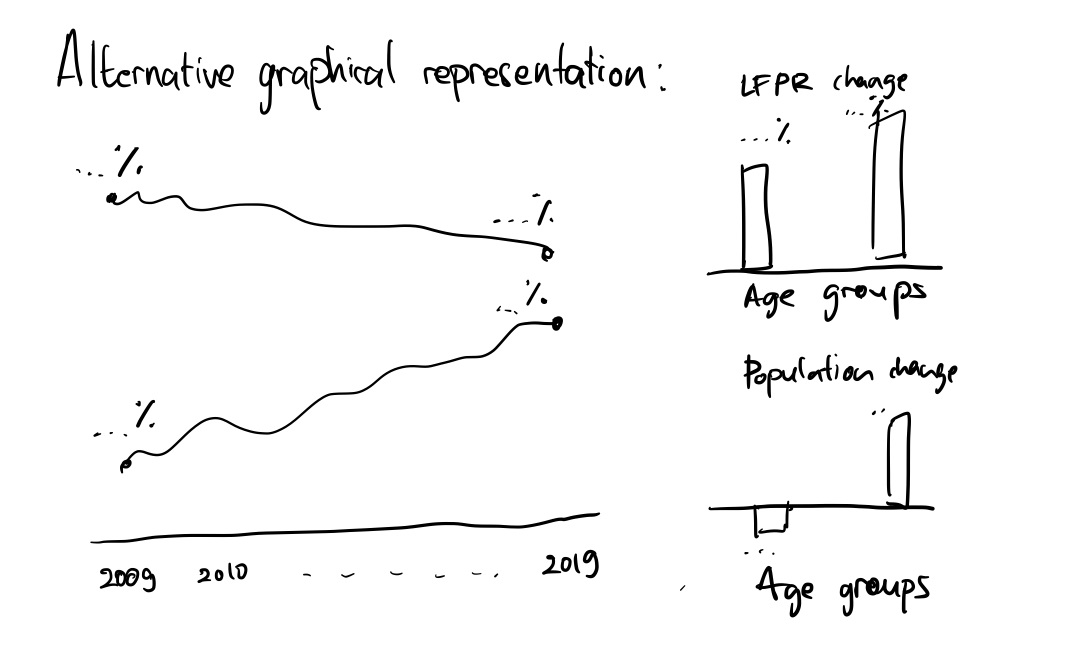 Alternative graphical representation:
...%
...%
...%
...%
2009 2010 - - - - - 2019
LFPR change
...%
...%
Age groups
Population change
..
...
Age groups